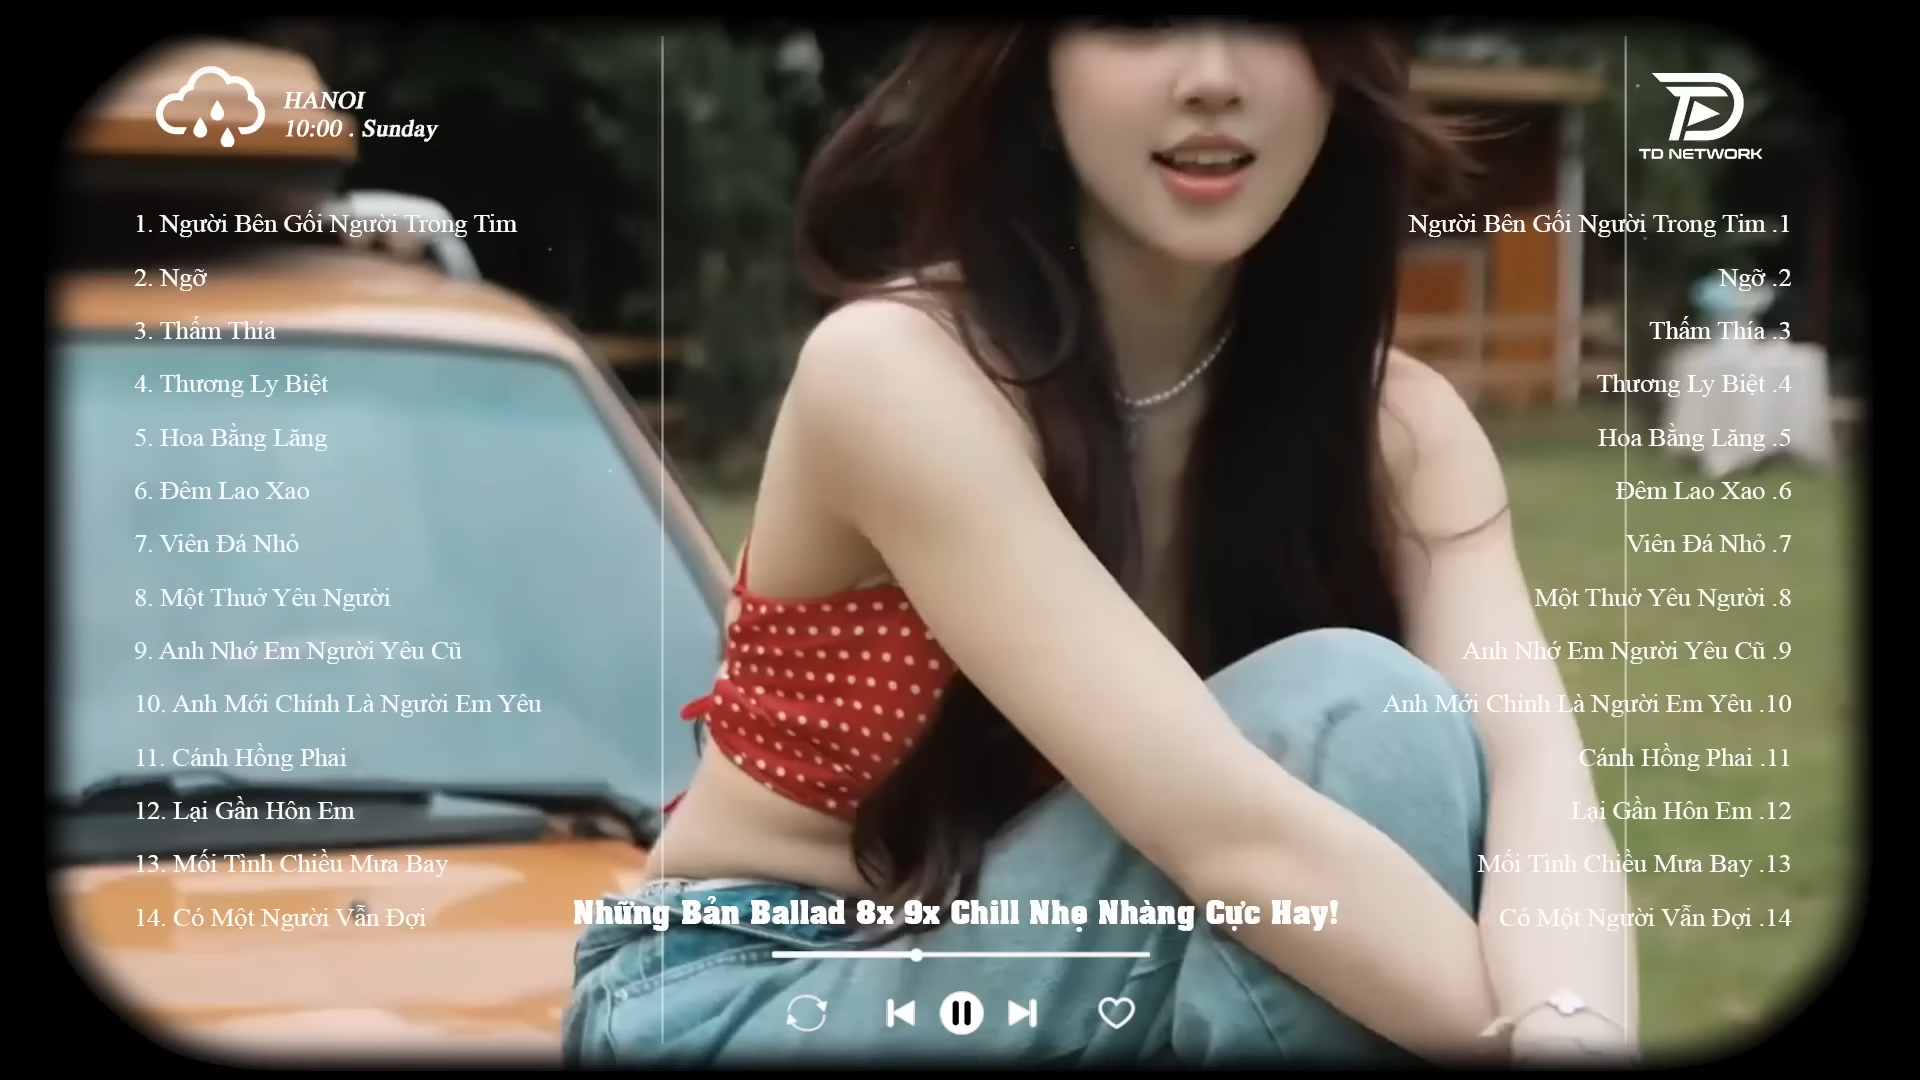 HANOI
10:00 . Sunday
TD NETWORK
1. Người Bên Gối Người Trong Tim
2. Ngỡ
3. Thấm Thía
4. Thương Ly Biệt
5. Hoa Bằng Lăng
6. Đêm Lao Xao
7. Viên Đá Nhỏ
8. Một Thuở Yêu Người
9. Anh Nhớ Em Người Yêu Cũ
10. Anh Mới Chính Là Người Em Yêu
11. Cánh Hồng Phai
12. Lại Gần Hôn Em
13. Mối Tình Chiều Mưa Bay
14. Có Một Người Vẫn Đợi
Người Bên Gối Người Trong Tim .1
Ngỡ .2
Thấm Thía .3
Thương Ly Biệt .4
Hoa Bằng Lăng .5
Đêm Lao Xao .6
Viên Đá Nhỏ .7
Một Thuở Yêu Người .8
Anh Nhớ Em Người Yêu Cũ .9
Anh Mới Chính Là Người Em Yêu .10
Cánh Hồng Phai .11
Lại Gần Hôn Em .12
Mối Tình Chiều Mưa Bay .13
Có Một Người Vẫn Đợi .14
Những Bản Ballad 8x 9x Chill Nhẹ Nhàng Cực Hay!